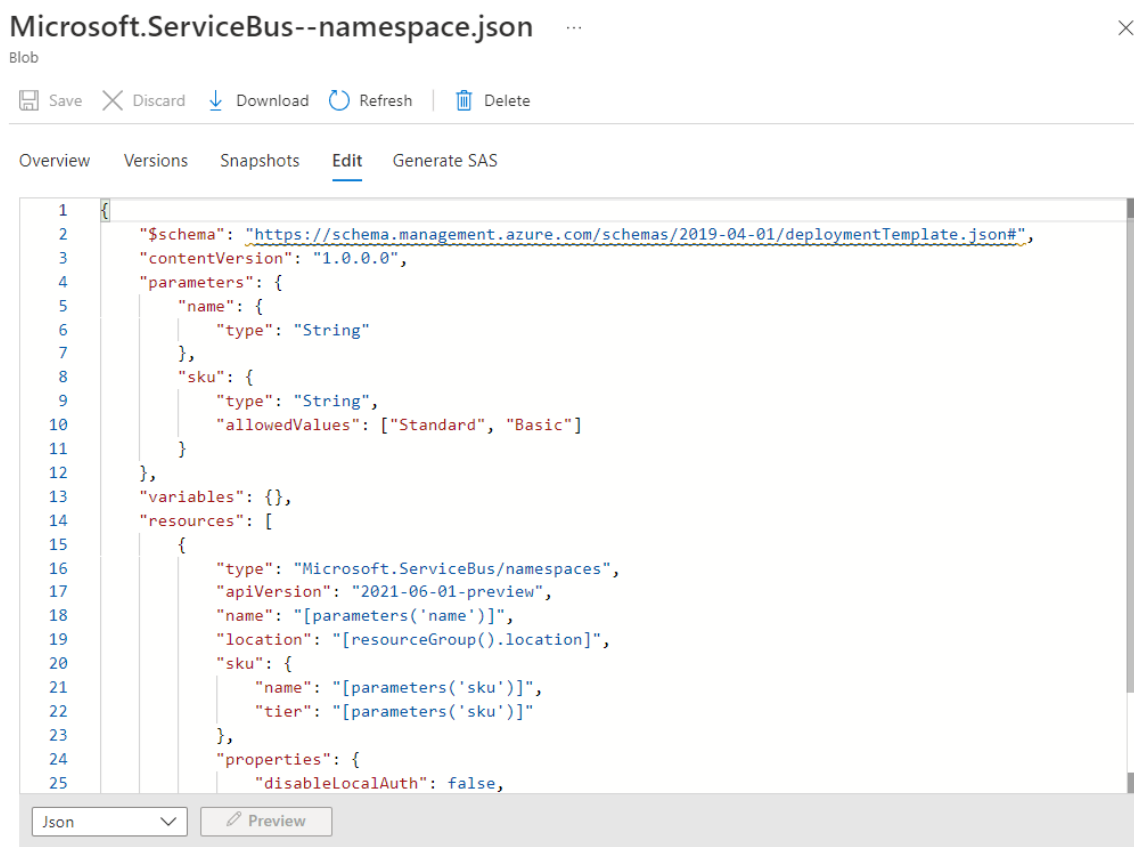 Microsoft.ServiceBus--namespace.json ...
Blob
Save Discard Download Refresh Delete
Overview Versions Snapshots Edit Generate SAS
1 {
2 "$schema": "https://schema.management.azure.com/schemas/2019-04-01/deploymentTemplate.json#",
3 "contentVersion": "1.0.0.0",
4 "parameters": {
5 "name": {
6 "type": "String"
7 },
8 "sku": {
9 "type": "String",
10 "allowedValues": ["Standard", "Basic"]
11 }
12 },
13 "variables": {},
14 "resources": [
15 {
16 "type": "Microsoft.ServiceBus/namespaces",
17 "apiVersion": "2021-06-01-preview",
18 "name": "[parameters('name')]",
19 "location": "[resourceGroup().location]",
20 "sku": {
21 "name": "[parameters('sku')]",
22 "tier": "[parameters('sku')]"
23 },
24 "properties": {
25 "disableLocalAuth": false,
Json Preview